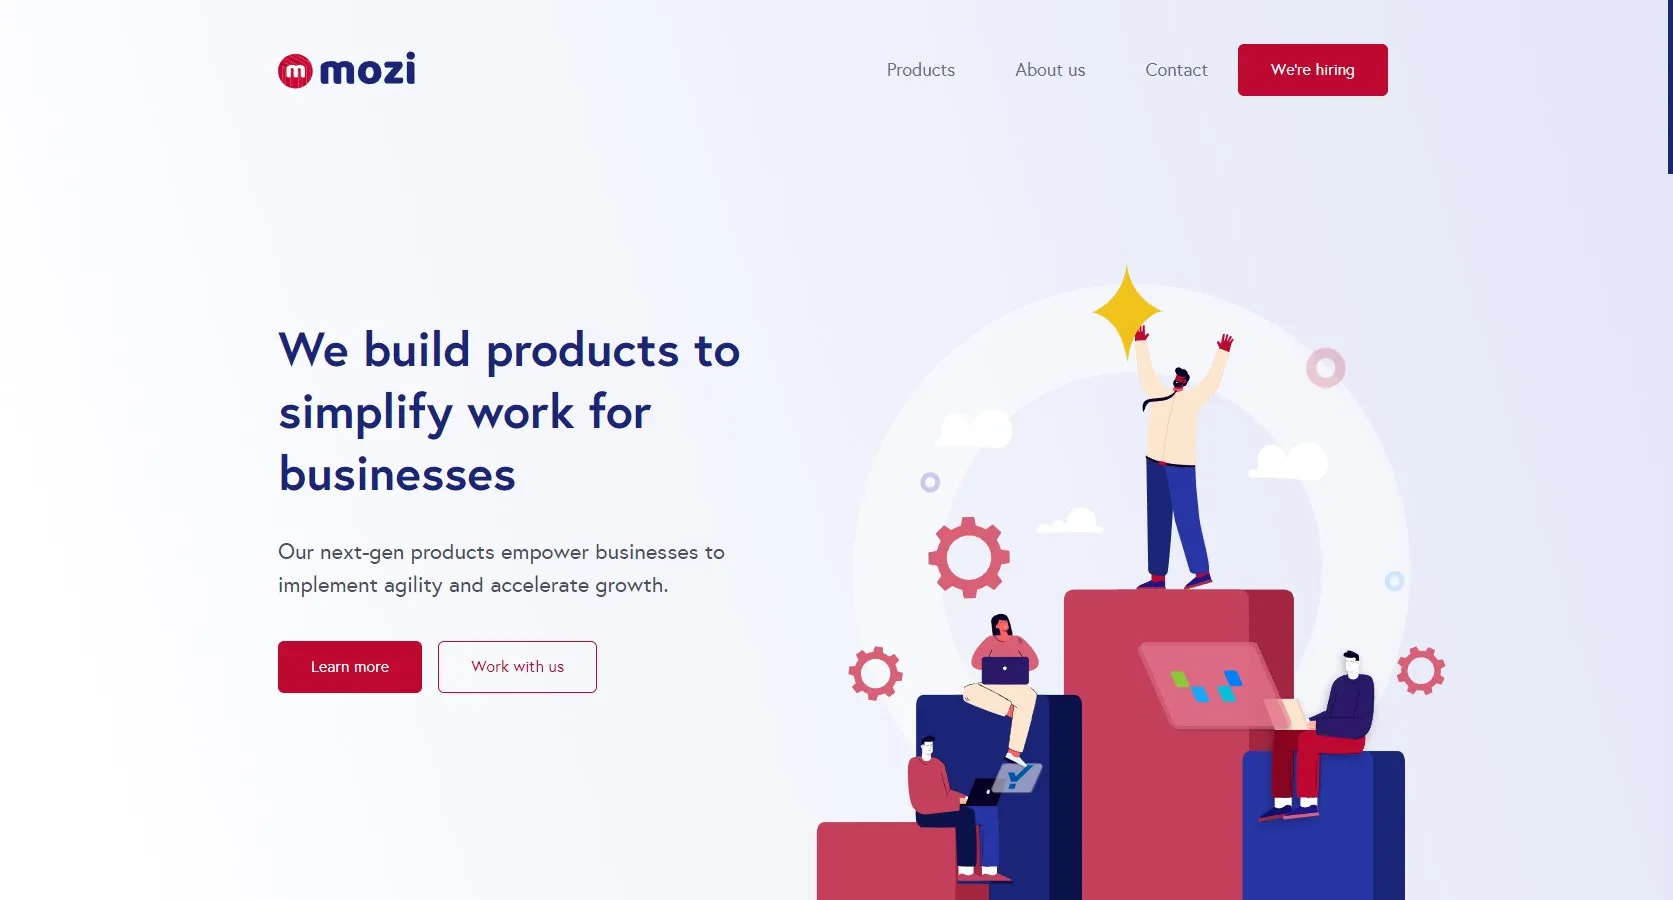 m mozi
Products
About us
Contact
We're hiring
We build products to
simplify work for
businesses
Our next-gen products empower businesses to
implement agility and accelerate growth.
Learn more
Work with us